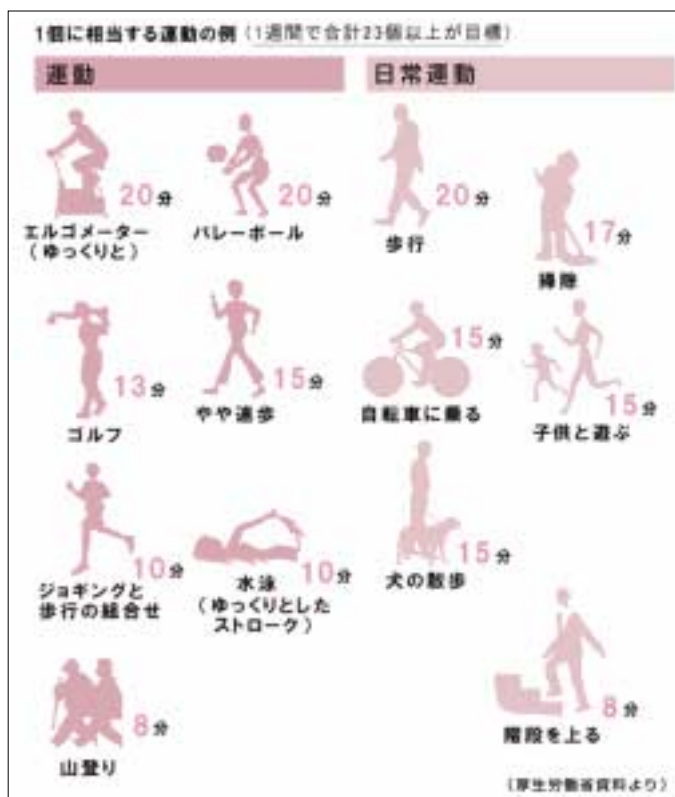 1個に相当する運動の例（1週間で合計23個以上が目標）
運動
20分
エルゴメーター
（ゆっくりと）
20分
バレーボール
13分
ゴルフ
15分
やや速歩
10分
ジョギングと
歩行の組合せ
10分
水泳
（ゆっくりとした
ストローク）
8分
山登り
日常運動
20分
歩行
17分
掃除
15分
自転車に乗る
15分
子供と遊ぶ
15分
犬の散歩
8分
階段を上る
（厚生労働省資料より）